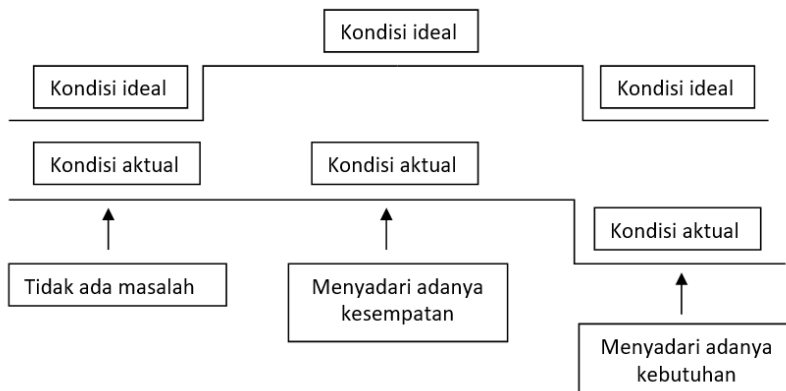 Kondisi ideal
Kondisi ideal
Kondisi ideal
Kondisi aktual
Kondisi aktual
Kondisi aktual
Tidak ada masalah
Menyadari adanya
kesempatan
Menyadari adanya
kebutuhan